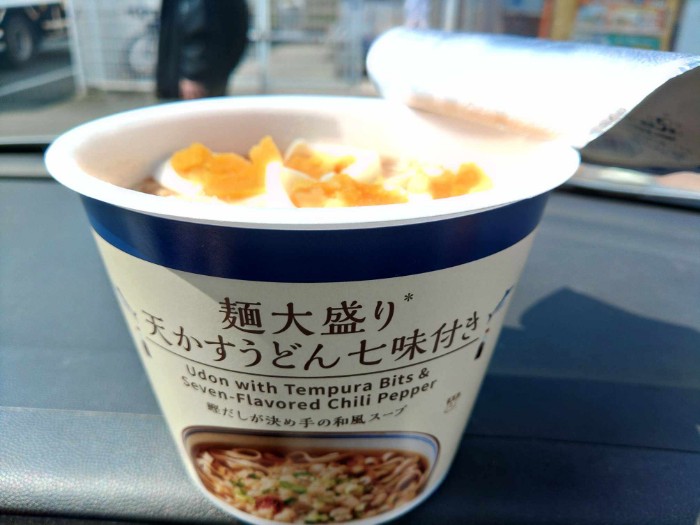 麺大盛り*
天かすうどん七味付き
Udon with Tempura Bits &
Seven-Flavored Chili Pepper
鰹だしが決め手の和風スープ